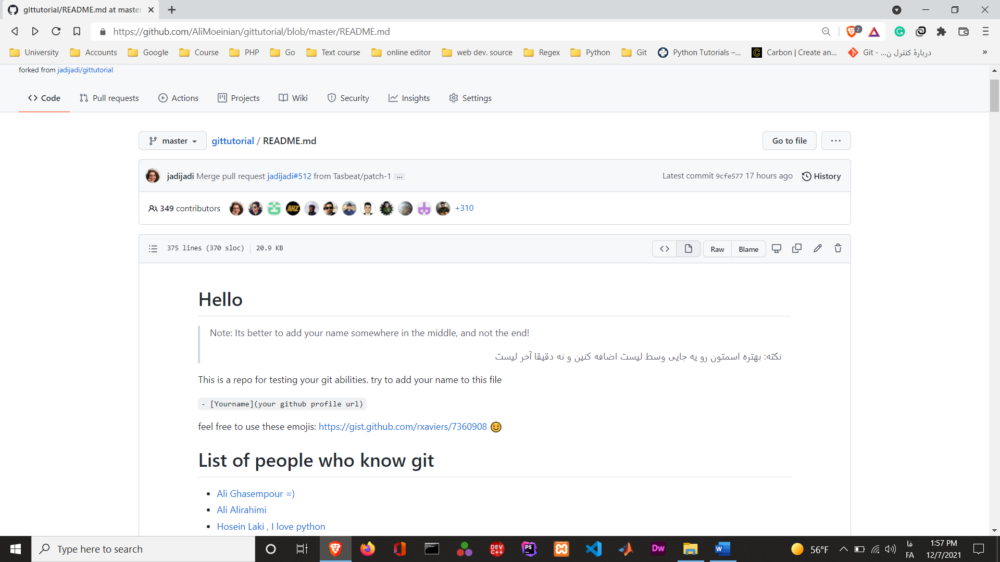 gittutorial/README.md at master
https://github.com/AliMoeinian/gittutorial/blob/master/README.md
2
University Accounts Google Course PHP Go Text course online editor web dev. source Regex Python Git Python Tutorials –... Carbon | Create an... Git - ...دربارهٔ کنترل ن »
forked from jadijadi/gittutorial
Code Pull requests Actions Projects Wiki Security Insights Settings
master gittutorial / README.md Go to file ...
jadijadi Merge pull request jadijadi#512 from Tasbeat/patch-1 ... Latest commit 9cfe577 17 hours ago History
349 contributors AHZ +310
375 lines (370 sloc) 20.9 KB <> Raw Blame
Hello
Note: Its better to add your name somewhere in the middle, and not the end!
نکته: بهتره اسمتون رو یه جایی وسط لیست اضافه کنین و نه دقیقا آخر لیست
This is a repo for testing your git abilities. try to add your name to this file
- [Yourname](your github profile url)
feel free to use these emojis: https://gist.github.com/rxaviers/7360908 😊
List of people who know git
• Ali Ghasempour =)
• Ali Alirahimi
• Hosein Laki , I love python
Type here to search DEV C++ PS Dw W 56°F فا 1:57 PM
FA 12/7/2021